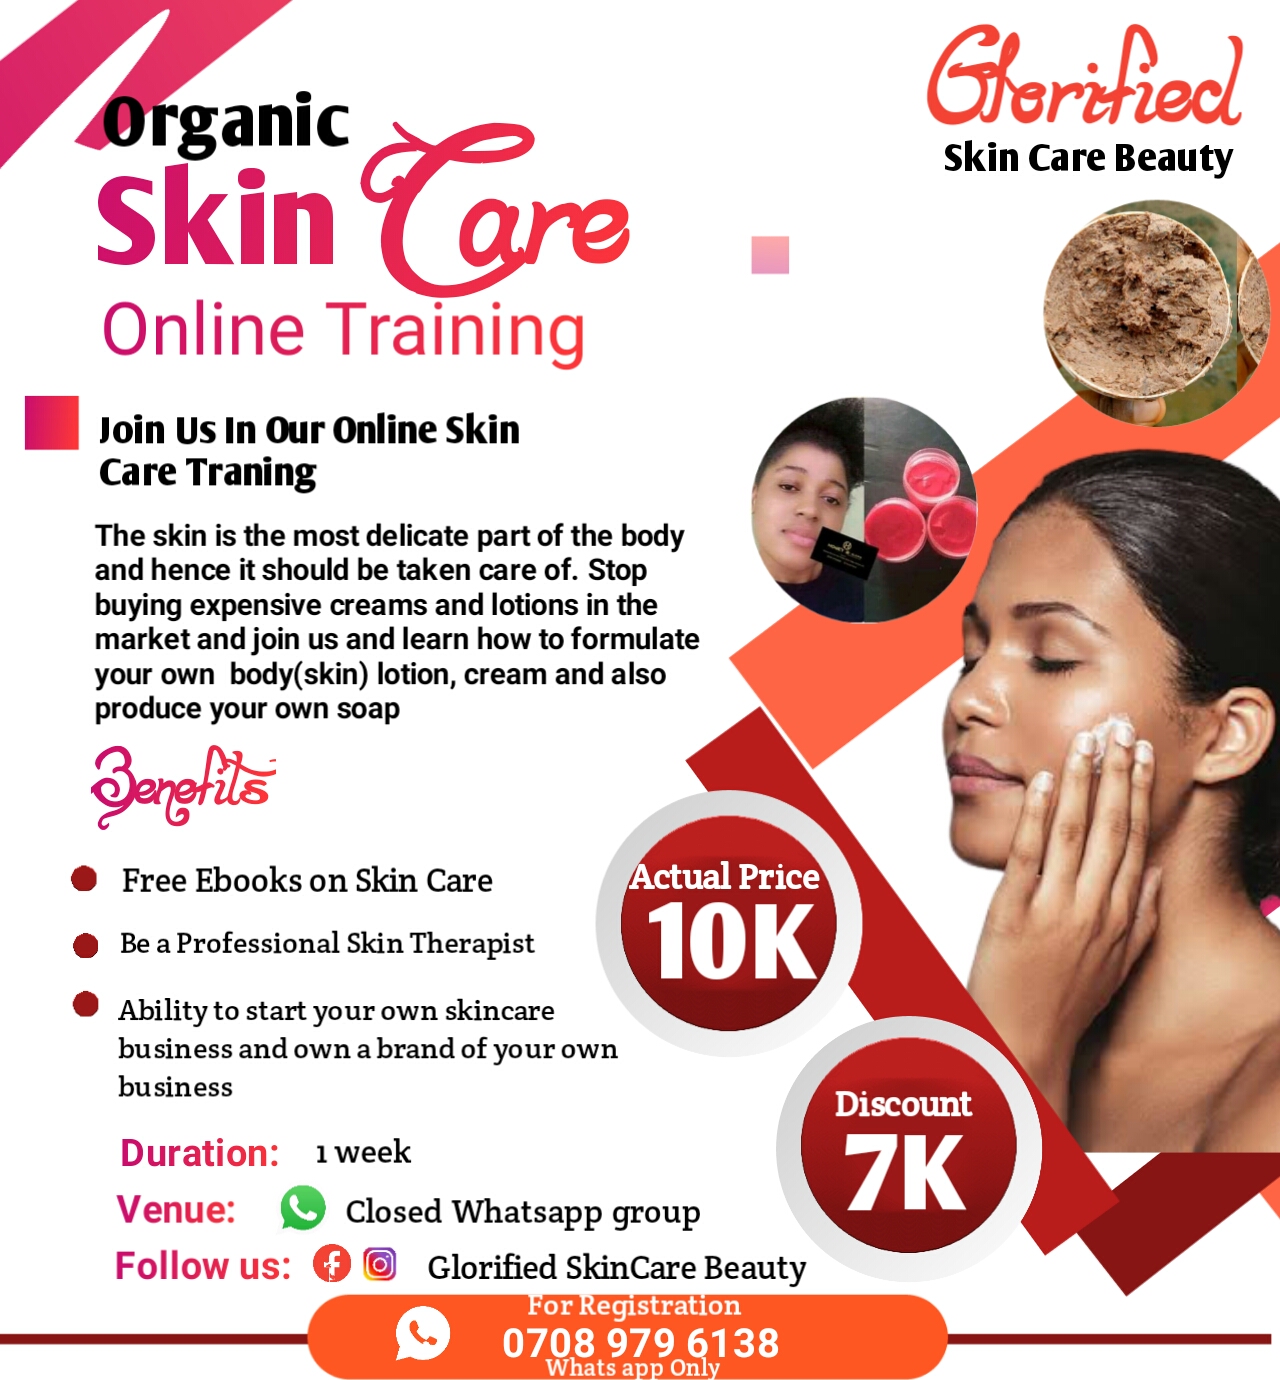 Organic
Skin Care
Online Training
Glorified
Skin Care Beauty
Join Us In Our Online Skin
Care Traning
The skin is the most delicate part of the body
and hence it should be taken care of. Stop
buying expensive creams and lotions in the
market and join us and learn how to formulate
your own  body(skin) lotion, cream and also
produce your own soap
Benefits
Free Ebooks on Skin Care
Be a Professional Skin Therapist
Ability to start your own skincare
business and own a brand of your own
business
Actual Price
10K
Discount
7K
Duration: 1 week
Venue: Closed Whatsapp group
Follow us: Glorified SkinCare Beauty
For Registration
0708 979 6138
Whats app Only